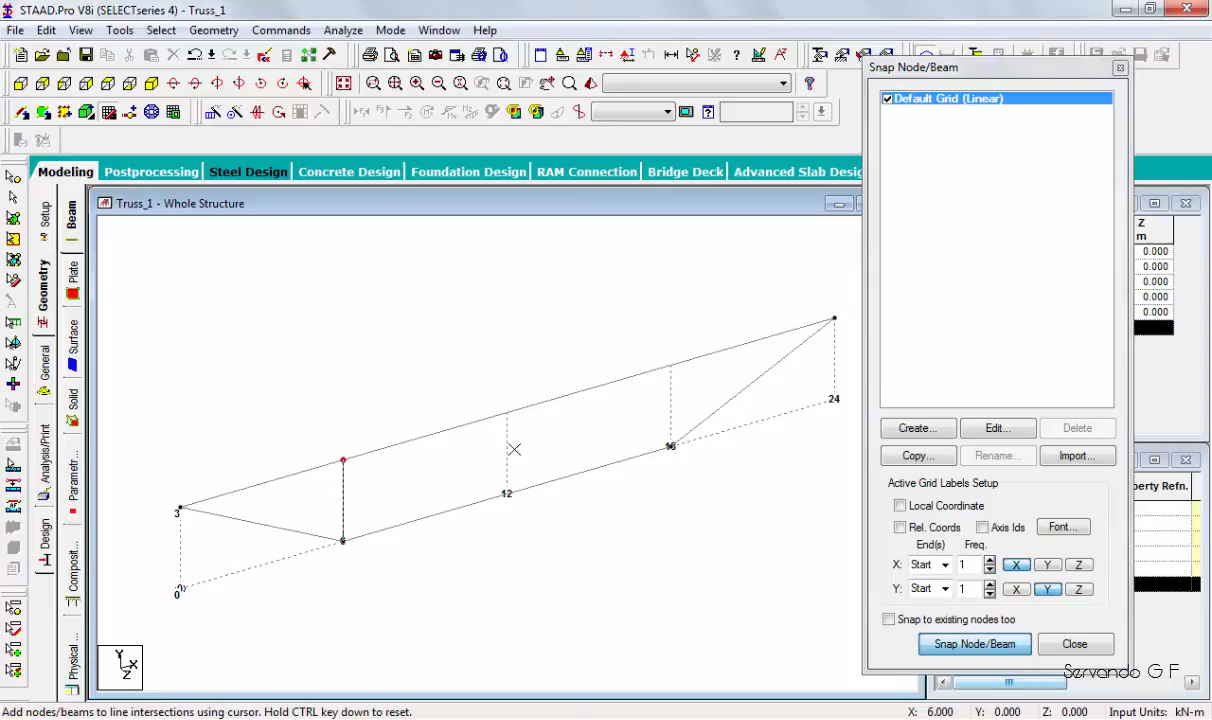 STAAD.Pro V8i (SELECTseries 4) - Truss_1
File Edit View Tools Select Geometry Commands Analyze Mode Window Help
Modeling Postprocessing Steel Design Concrete Design Foundation Design RAM Connection Bridge Deck Advanced Slab Desig
Setup
Geometry
General
Analysis/Print
Design
Beam
Plate
Surface
Solid
Parametr...
Composit...
Physical ...
Truss_1 - Whole Structure
3
0
0
12
18
24
Y
X
Z
Snap Node/Beam
Default Grid (Linear)
Create... Edit... Delete
Copy... Rename... Import...
Active Grid Labels Setup
Local Coordinate
Rel. Coords Axis Ids Font...
End(s) Freq.
X: Start 1 X Y Z
Y: Start 1 X Y Z
Snap to existing nodes too
Snap Node/Beam Close
Z
m
0.000
0.000
0.000
0.000
0.000
perty Refn.
Servando G F
Add nodes/beams to line intersections using cursor. Hold CTRL key down to reset. X: 6.000 Y: 0.000 Z: 0.000 Input Units: kN-m